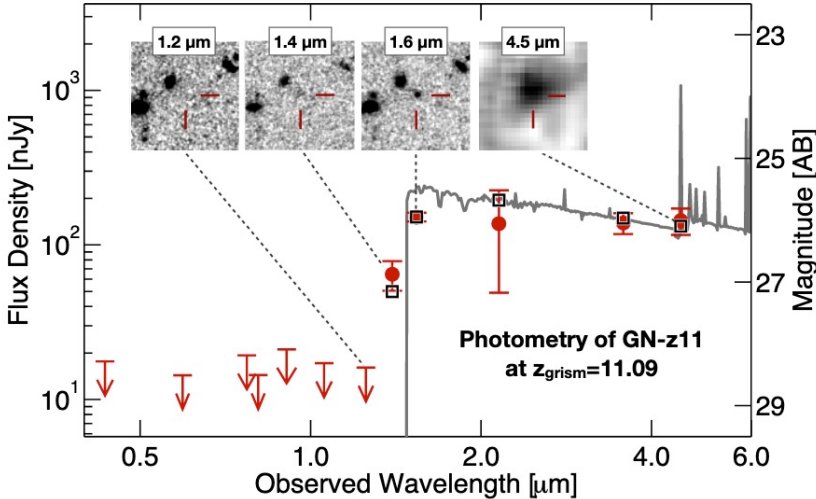 1.2 µm
1.4 µm
1.6 µm
4.5 µm
Flux Density [nJy]
10³
10²
10¹
23
25
27
29
Magnitude [AB]
Photometry of GN-z11
at z_grism=11.09
0.5
1.0
2.0
4.0
6.0
Observed Wavelength [µm]